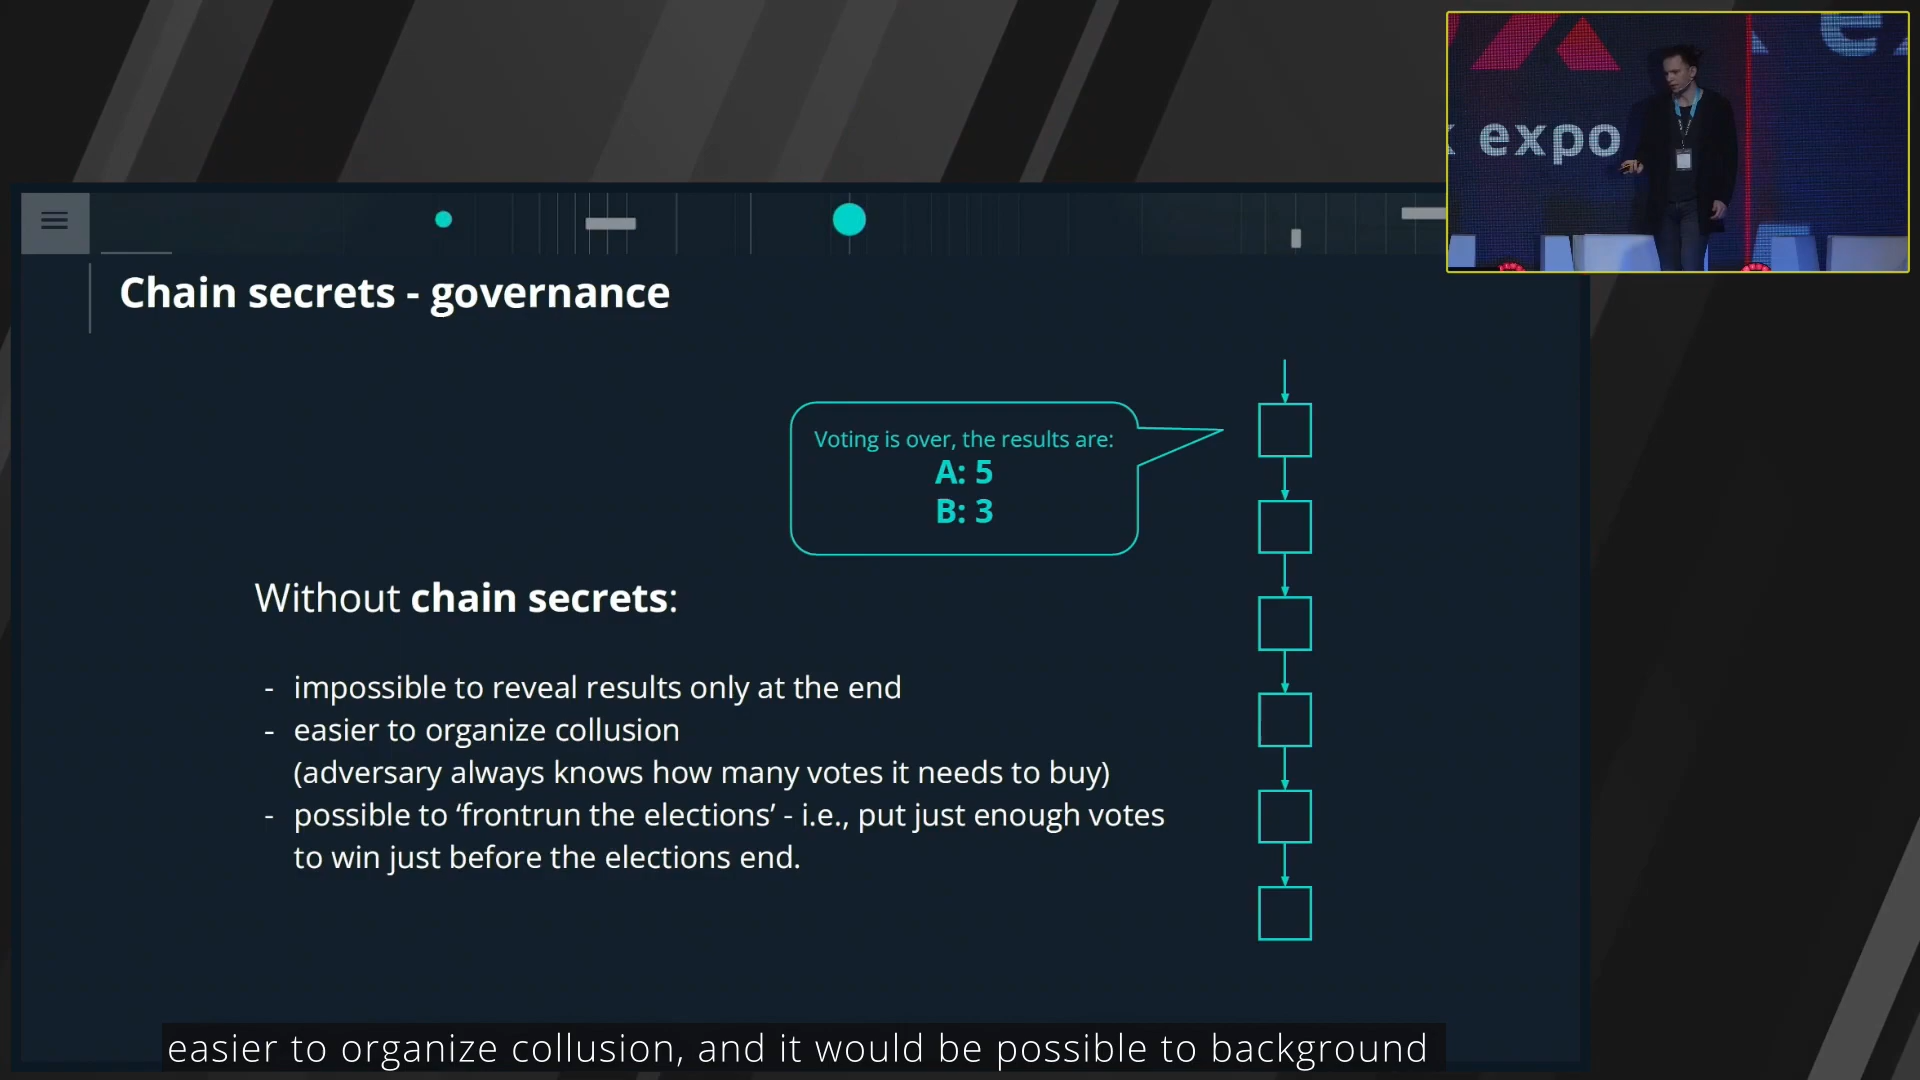 expo
Chain secrets - governance
Voting is over, the results are:
A: 5
B: 3
Without chain secrets:
- impossible to reveal results only at the end
- easier to organize collusion
(adversary always knows how many votes it needs to buy)
- possible to ‘frontrun the elections’ - i.e., put just enough votes
to win just before the elections end.
easier to organize collusion, and it would be possible to background